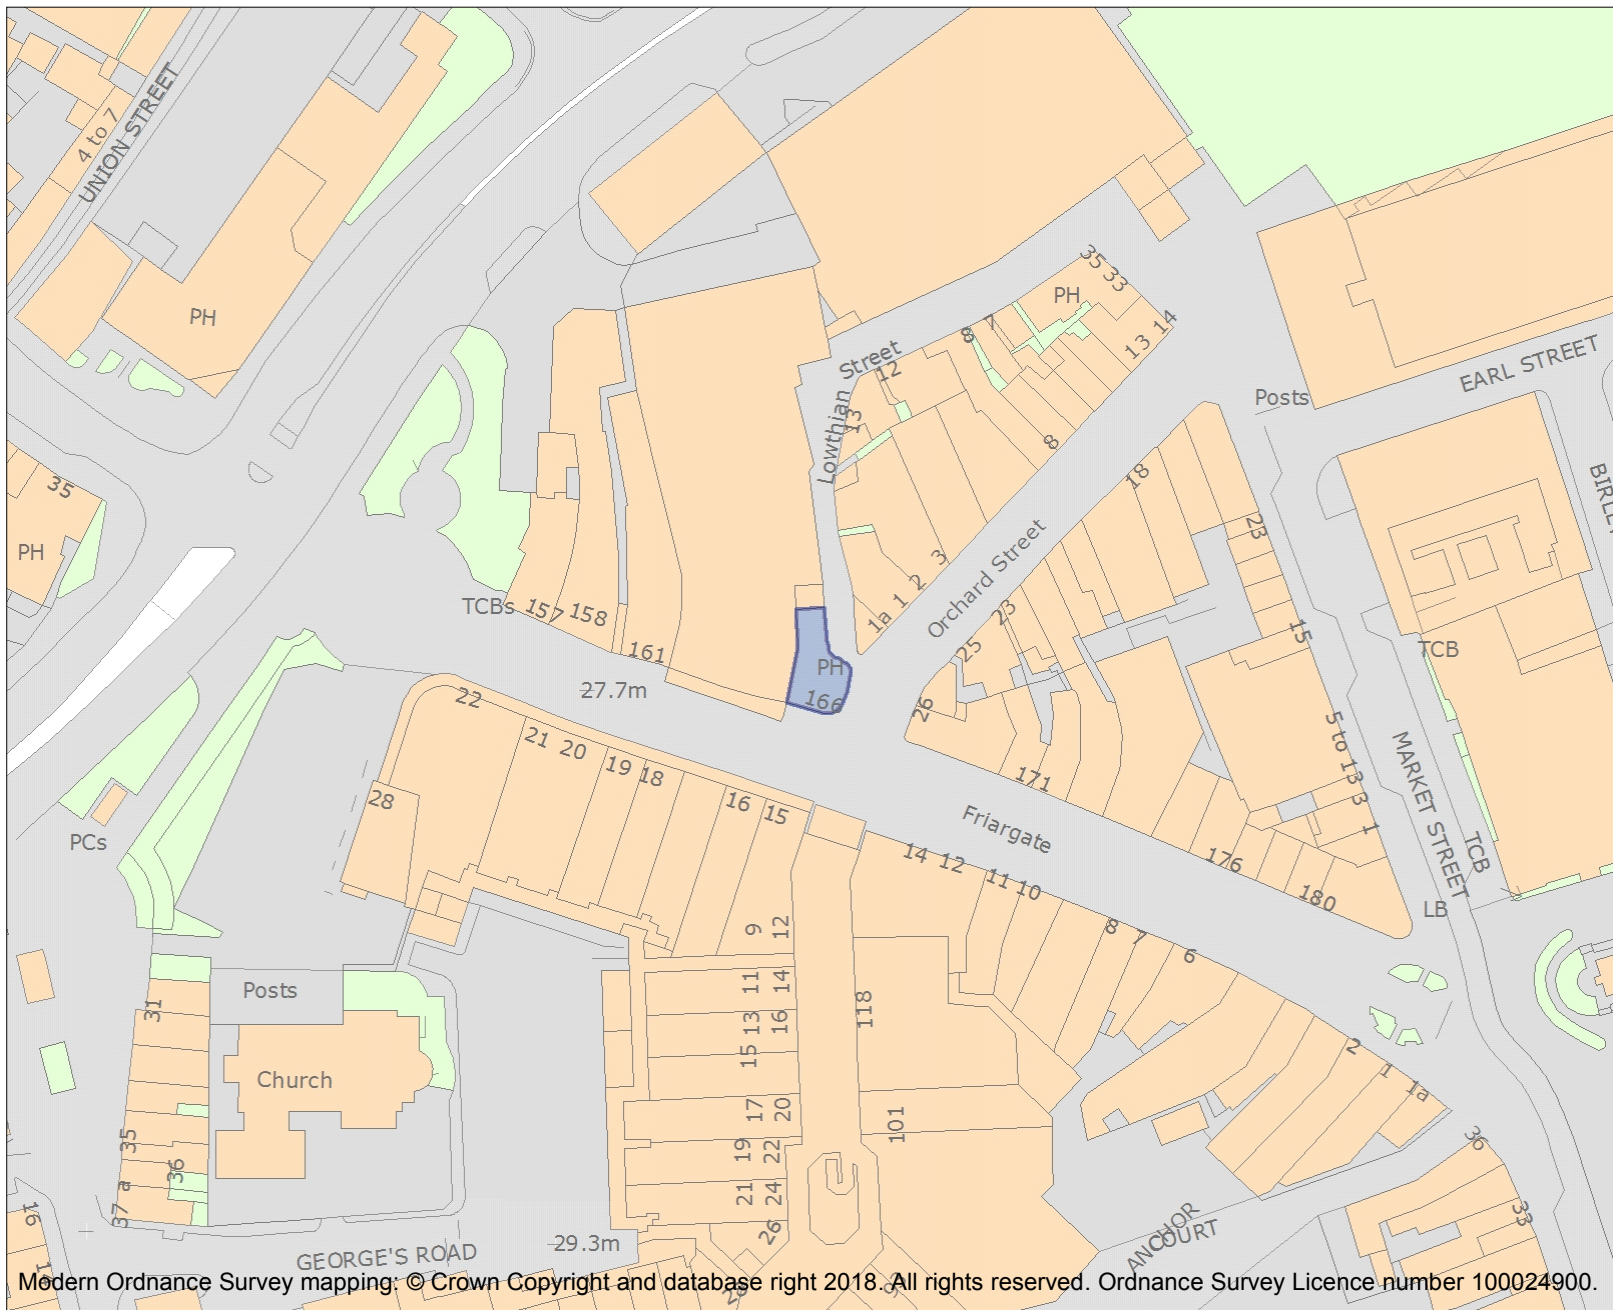 UNION STREET
4 to 7
PH
35 33
PH
14
13
7
8
Lowthian Street
12
13
8
EARL STREET
Posts
BIRLEY
35
PH
18
23
TCBs
157
158
161
3
2
1
1a
Orchard Street
23
25
15
TCB
PH
166
27.7m
26
22
21
20
19
18
16
15
28
PCs
171
Friargate
5 to 13
3
1
MARKET STREET
TCB
176
180
LB
14
12
11
10
8
7
6
9
12
11
14
13
16
15
118
17
20
101
19
22
21
24
26
Posts
31
Church
35
36
37
a
16
2
1
1a
36
33
ANCHOR
COURT
GEORGE'S ROAD
29.3m
Modern Ordnance Survey mapping: © Crown Copyright and database right 2018. All rights reserved. Ordnance Survey Licence number 100024900.